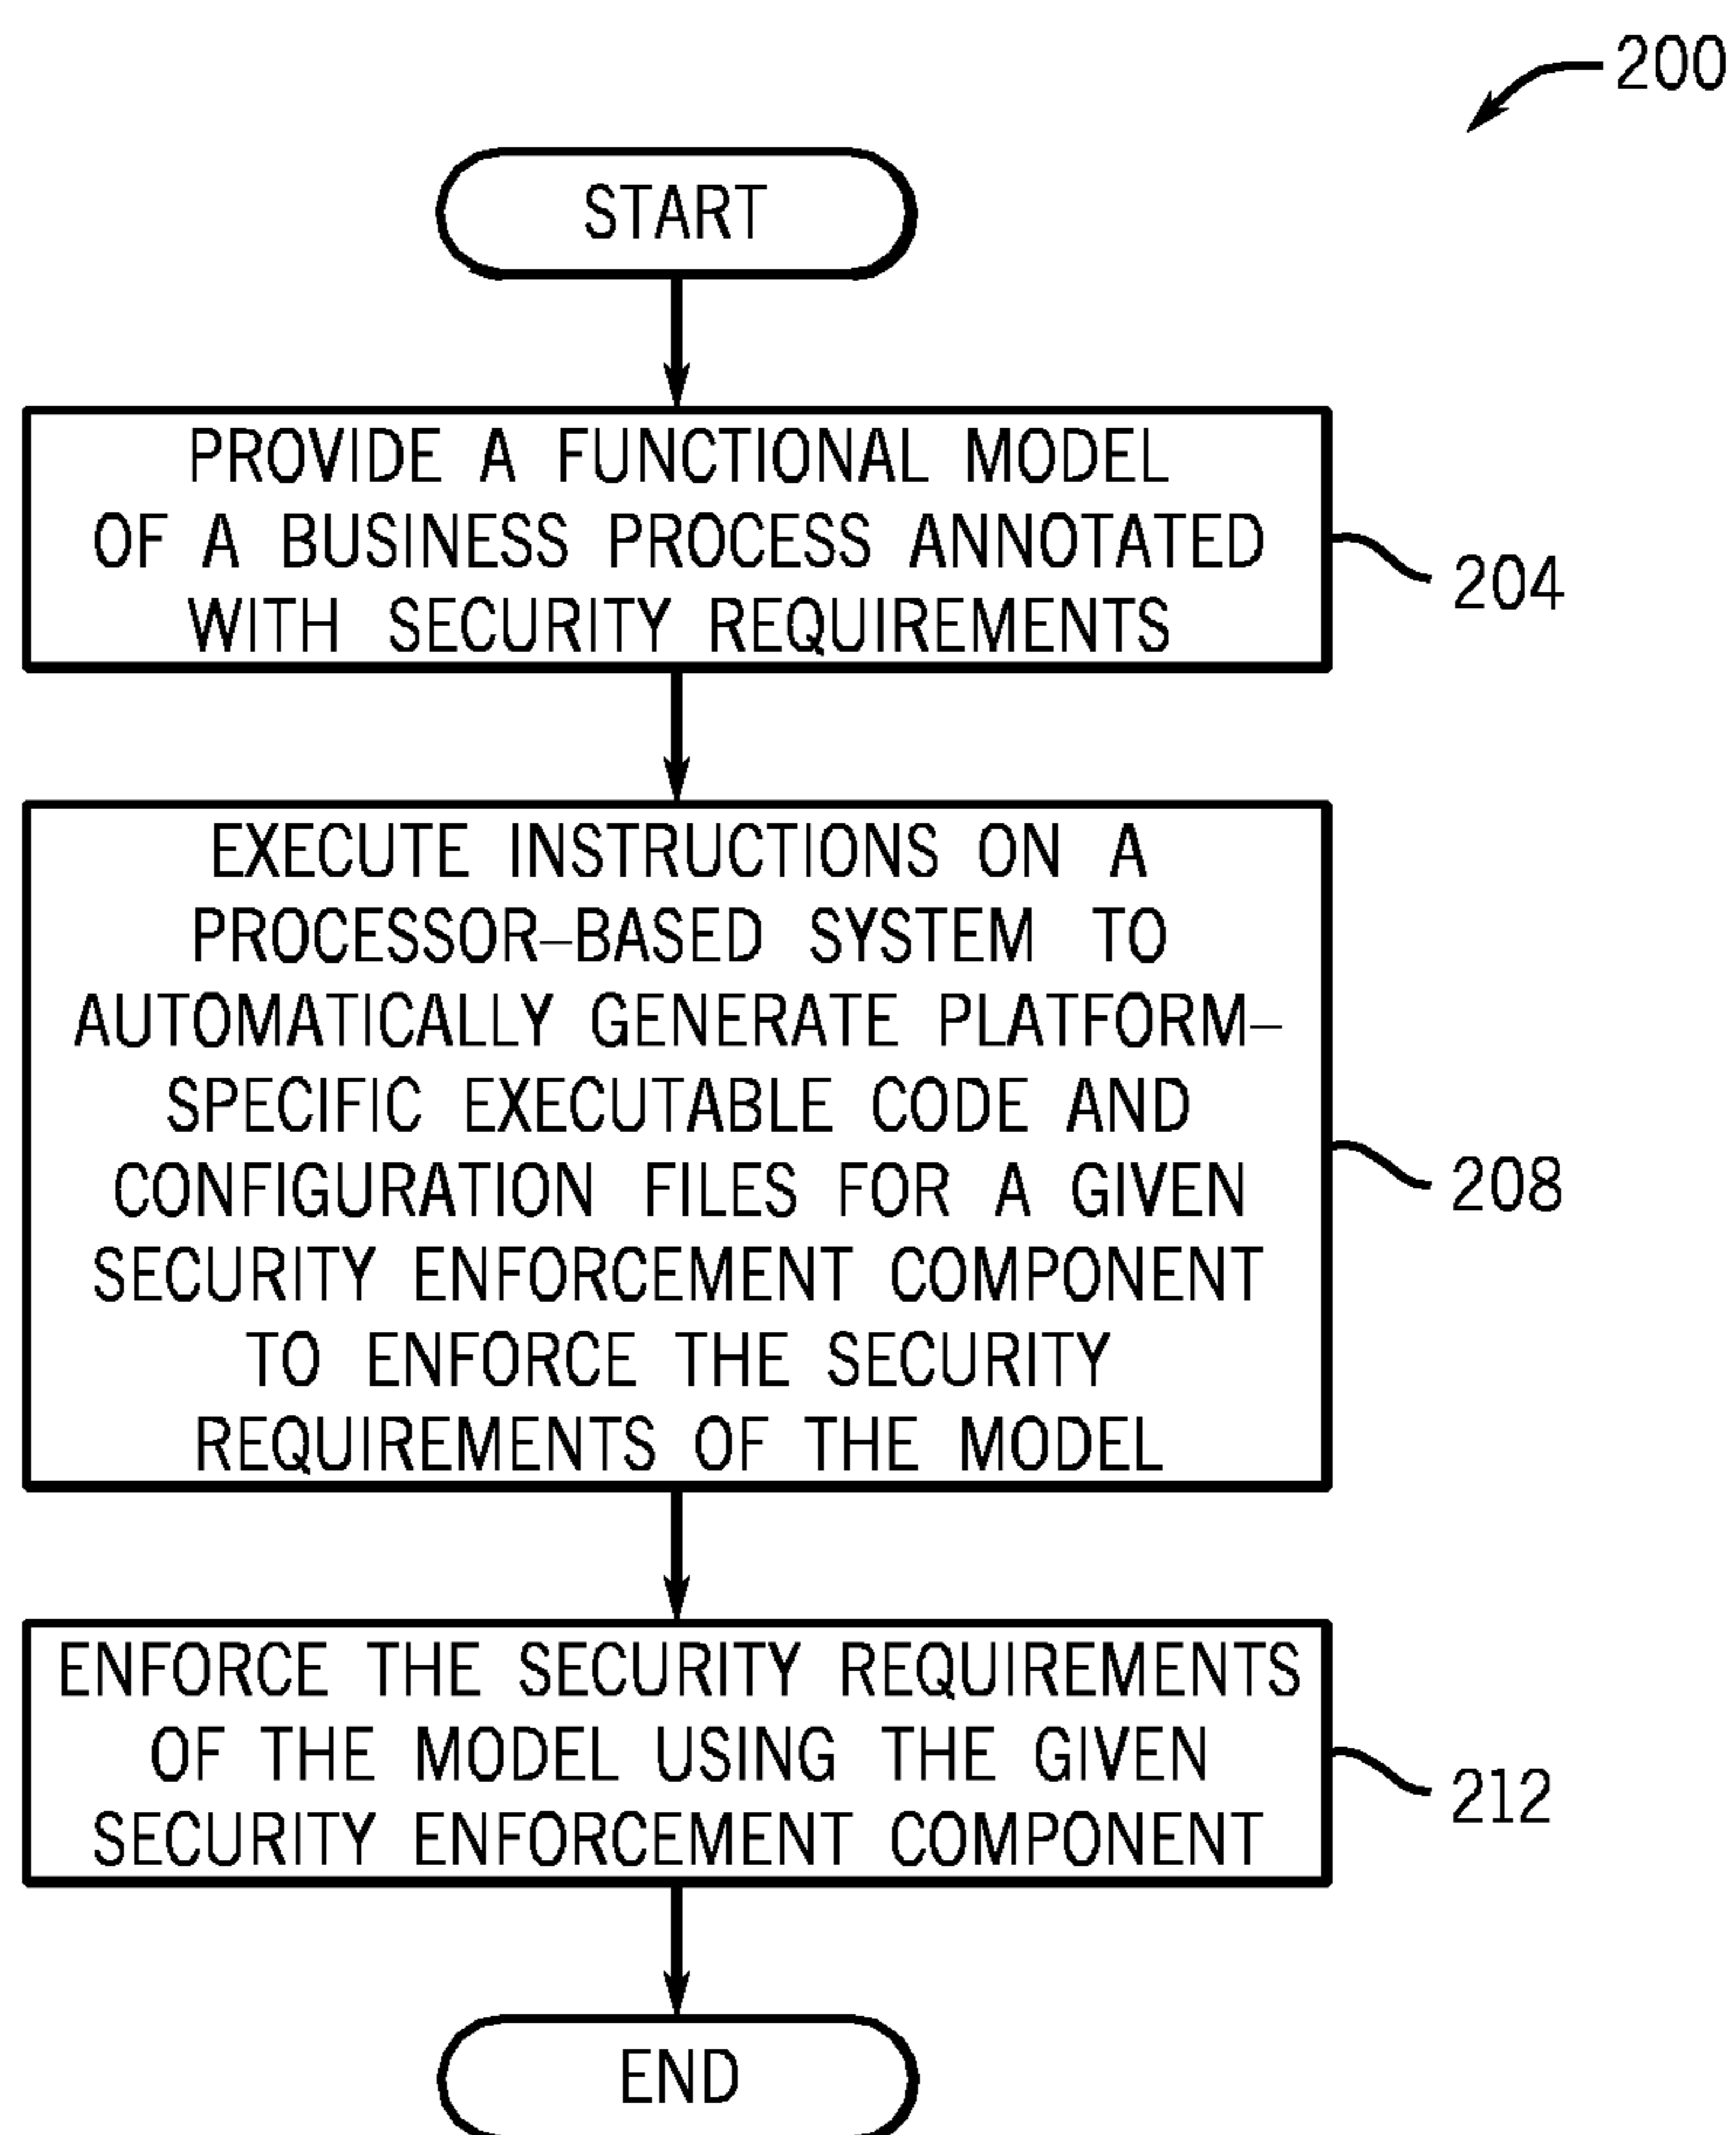 200
START
PROVIDE A FUNCTIONAL MODEL
OF A BUSINESS PROCESS ANNOTATED
WITH SECURITY REQUIREMENTS
204
EXECUTE INSTRUCTIONS ON A
PROCESSOR–BASED SYSTEM TO
AUTOMATICALLY GENERATE PLATFORM–
SPECIFIC EXECUTABLE CODE AND
CONFIGURATION FILES FOR A GIVEN
SECURITY ENFORCEMENT COMPONENT
TO ENFORCE THE SECURITY
REQUIREMENTS OF THE MODEL
208
ENFORCE THE SECURITY REQUIREMENTS
OF THE MODEL USING THE GIVEN
SECURITY ENFORCEMENT COMPONENT
212
END